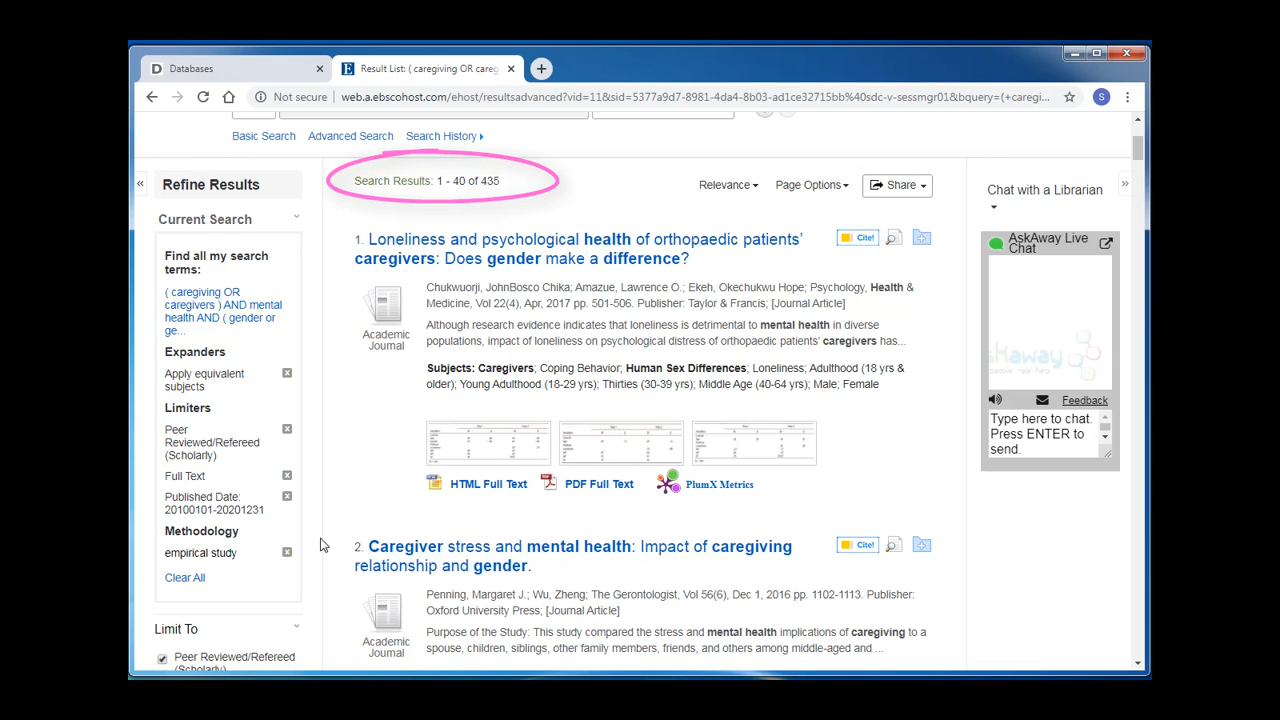 Databases
Result List: ( caregiving OR careg
Not secure | web.a.ebscohost.com/ehost/resultsadvanced?vid=11&sid=5377a9d7-8981-4da4-8b03-ad1ce32715bb%40sdc-v-sessmgr01&bquery=(+caregi...
S
Basic Search Advanced Search Search History
Refine Results
Current Search
Find all my search
terms:
( caregiving OR
caregivers ) AND mental
health AND ( gender or
ge...
Expanders
Apply equivalent
subjects
Limiters
Peer
Reviewed/Refereed
(Scholarly)
Full Text
Published Date:
20100101-20201231
Methodology
empirical study
Clear All
Limit To
Peer Reviewed/Refereed
(Scholarly)
Search Results: 1 - 40 of 435
Relevance Page Options Share
1. Loneliness and psychological health of orthopaedic patients'
caregivers: Does gender make a difference?
Cite!
Chukwuorji, JohnBosco Chika; Amazue, Lawrence O.; Ekeh, Okechukwu Hope; Psychology, Health &
Medicine, Vol 22(4), Apr, 2017 pp. 501-506. Publisher: Taylor & Francis; [Journal Article]
Academic
Journal
Although research evidence indicates that loneliness is detrimental to mental health in diverse
populations, impact of loneliness on psychological distress of orthopaedic patients' caregivers has...
Subjects: Caregivers; Coping Behavior; Human Sex Differences; Loneliness; Adulthood (18 yrs &
older); Young Adulthood (18-29 yrs); Thirties (30-39 yrs); Middle Age (40-64 yrs); Male; Female
HTML Full Text PDF Full Text PlumX Metrics
2. Caregiver stress and mental health: Impact of caregiving
relationship and gender.
Cite!
Penning, Margaret J.; Wu, Zheng; The Gerontologist, Vol 56(6), Dec 1, 2016 pp. 1102-1113. Publisher:
Oxford University Press; [Journal Article]
Academic
Journal
Purpose of the Study: This study compared the stress and mental health implications of caregiving to a
spouse, children, siblings, other family members, friends, and others among middle-aged and ...
Chat with a Librarian
AskAway Live
Chat
skaway
people. real help
Feedback
Type here to chat.
Press ENTER to
send.